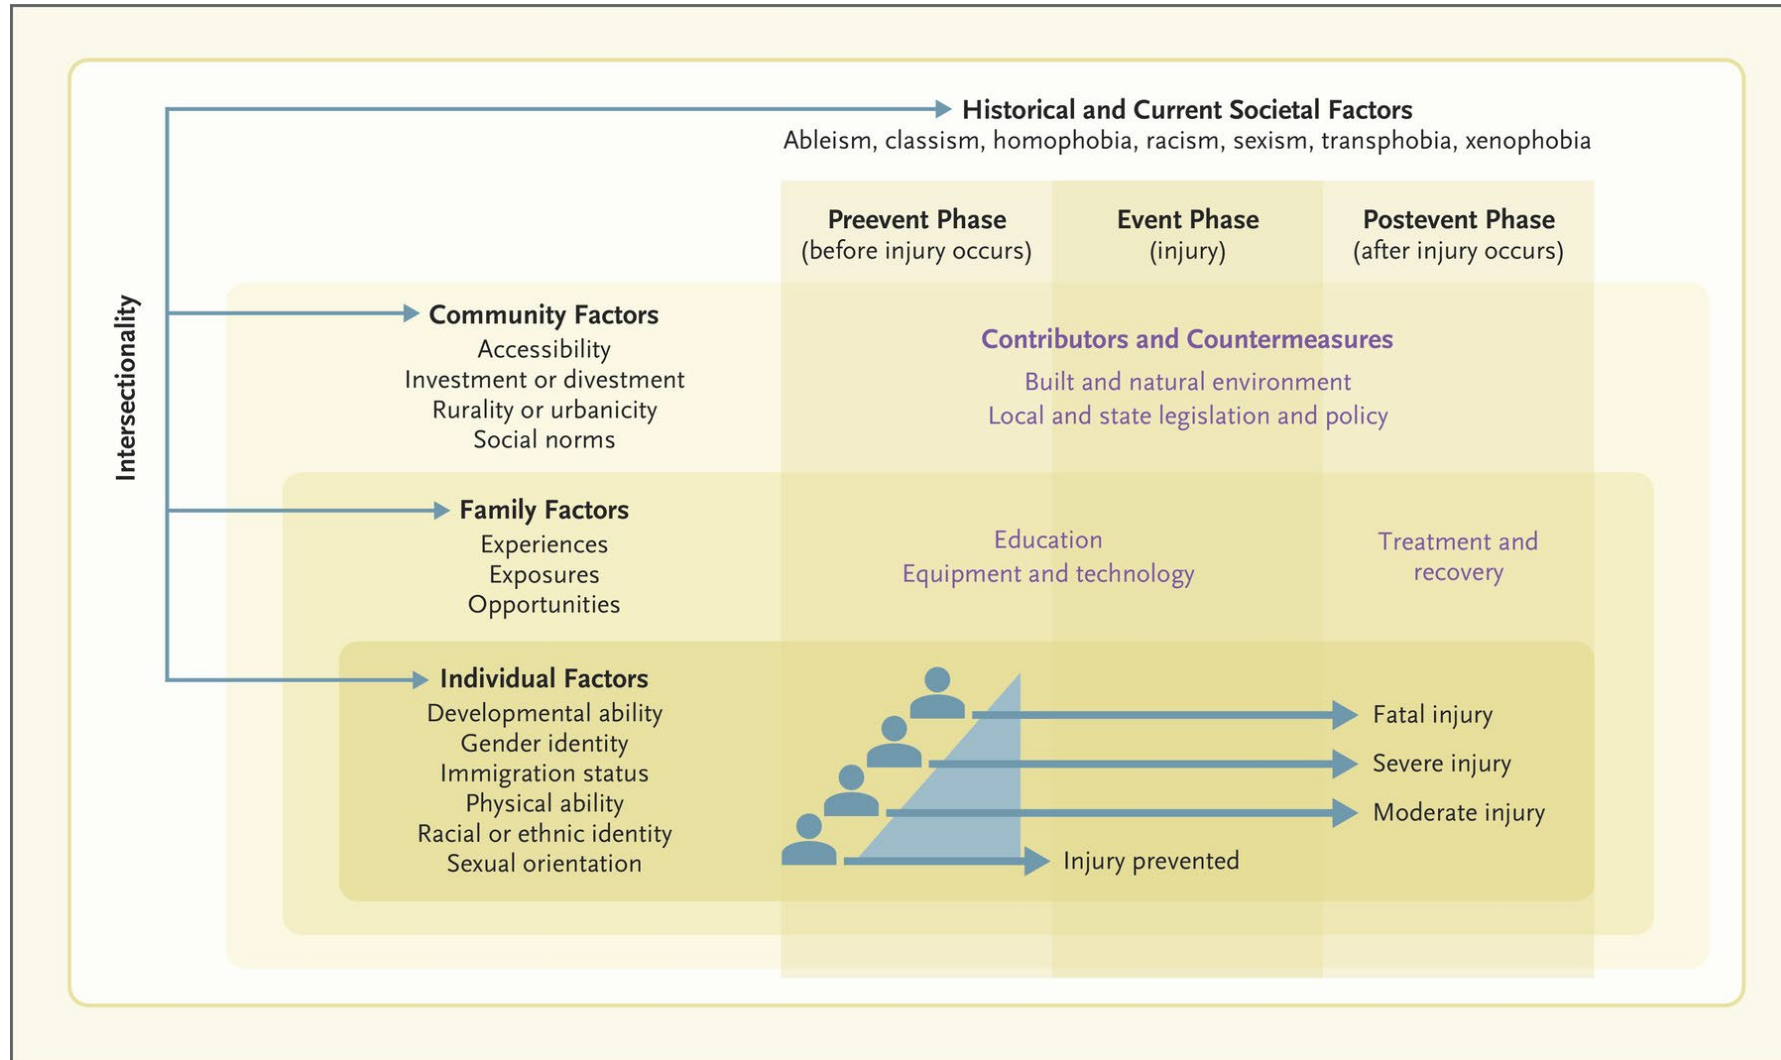 Historical and Current Societal Factors
Ableism, classism, homophobia, racism, sexism, transphobia, xenophobia
Preevent Phase
(before injury occurs)
Event Phase
(injury)
Postevent Phase
(after injury occurs)
Intersectionality
Community Factors
Accessibility
Investment or divestment
Rurality or urbanicity
Social norms
Contributors and Countermeasures
Built and natural environment
Local and state legislation and policy
Family Factors
Experiences
Exposures
Opportunities
Education
Equipment and technology
Treatment and
recovery
Individual Factors
Developmental ability
Gender identity
Immigration status
Physical ability
Racial or ethnic identity
Sexual orientation
Fatal injury
Severe injury
Moderate injury
Injury prevented